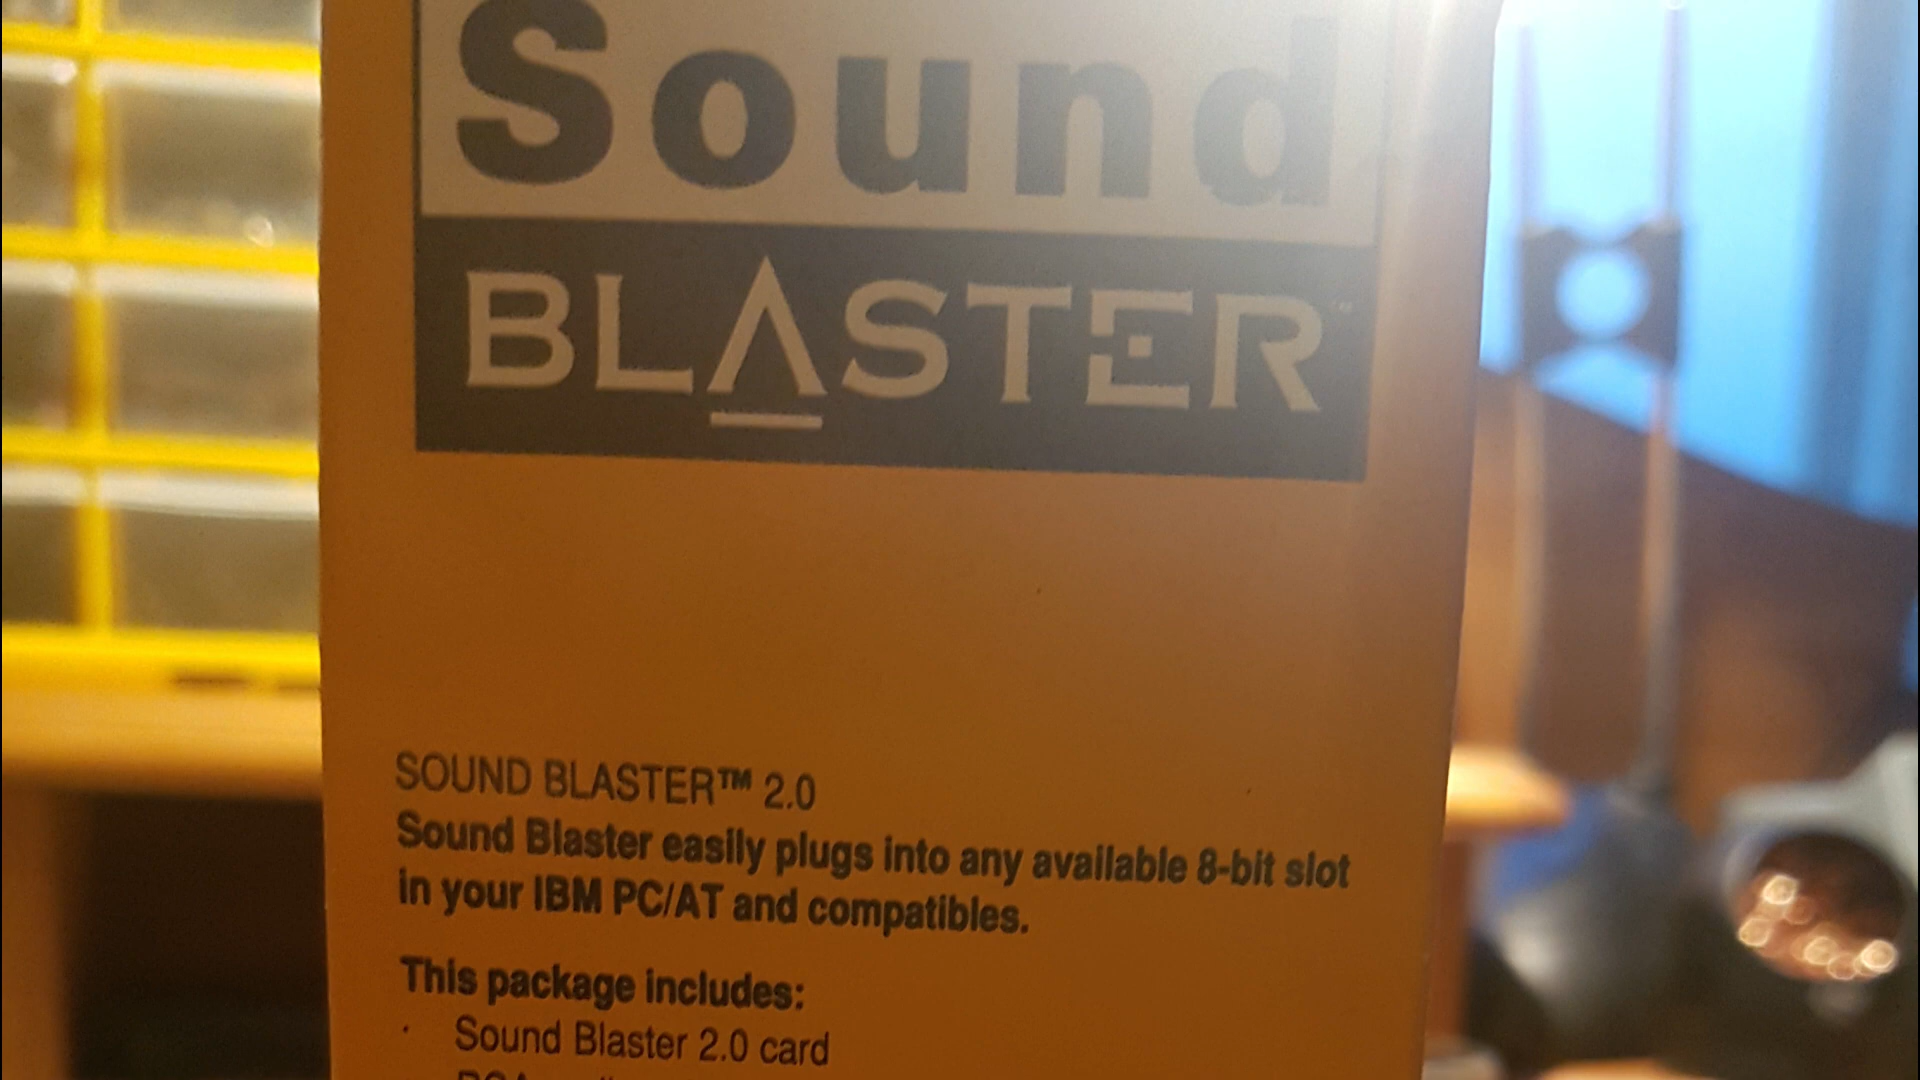 Sound
BLASTER™
SOUND BLASTER™ 2.0
Sound Blaster easily plugs into any available 8-bit slot
in your IBM PC/AT and compatibles.
This package includes:
· Sound Blaster 2.0 card